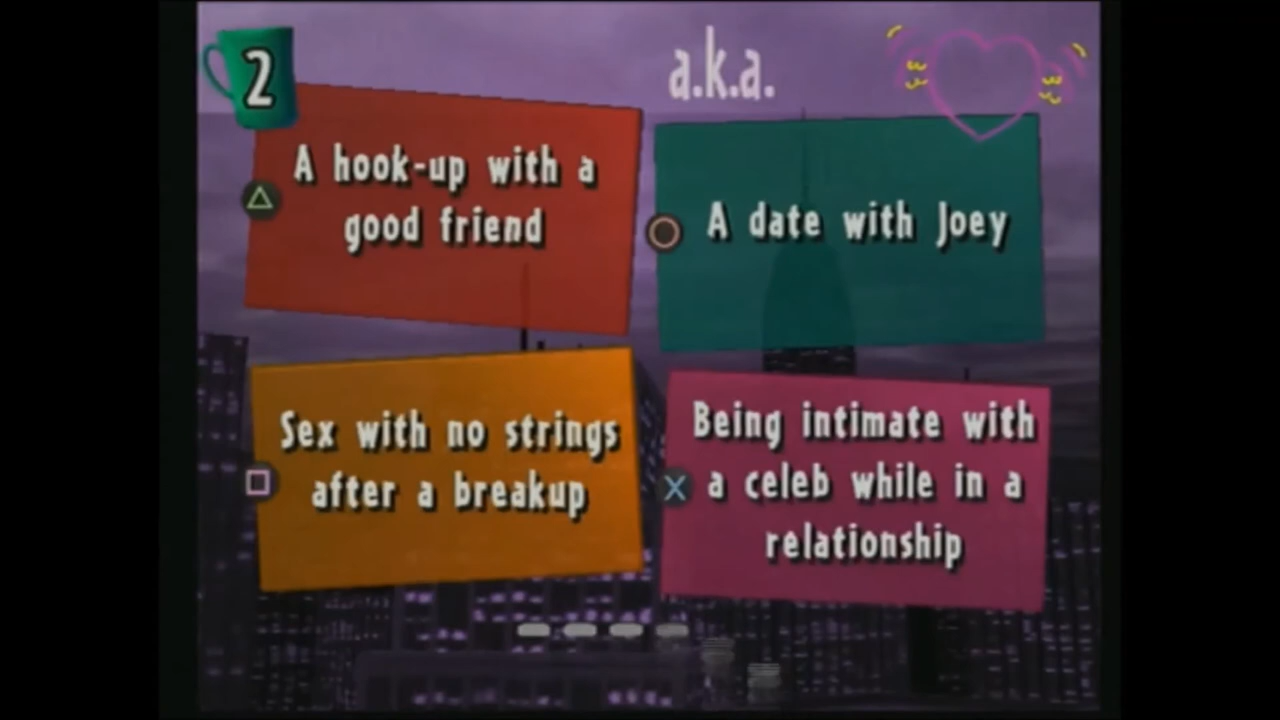 2
a.k.a.
A hook-up with a
good friend
A date with Joey
Sex with no strings
after a breakup
Being intimate with
a celeb while in a
relationship